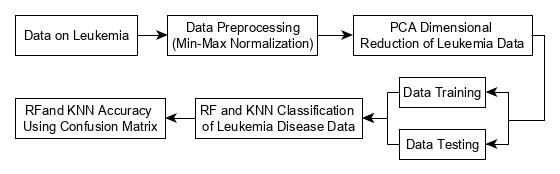 Data on Leukemia
Data Preprocessing
(Min-Max Normalization)
PCA Dimensional
Reduction of Leukemia Data
Data Training
Data Testing
RF and KNN Classification
of Leukemia Disease Data
RFand KNN Accuracy
Using Confusion Matrix